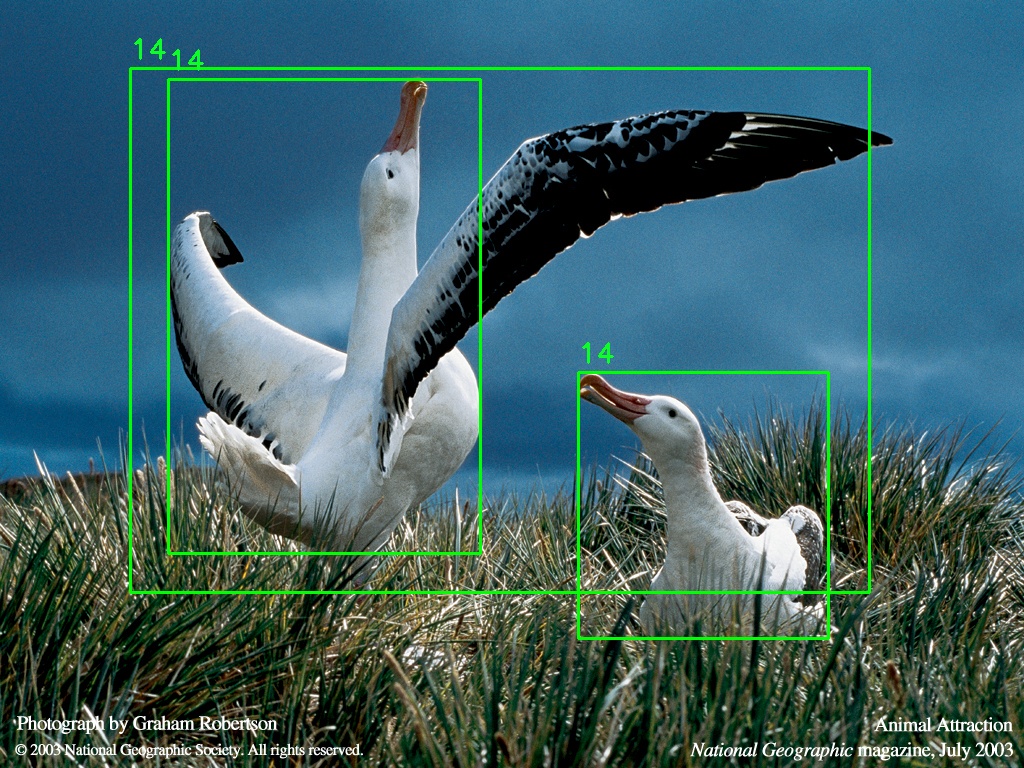 14
14
14
Photograph by Graham Robertson
© 2003 National Geographic Society. All rights reserved.
Animal Attraction
National Geographic magazine, July 2003